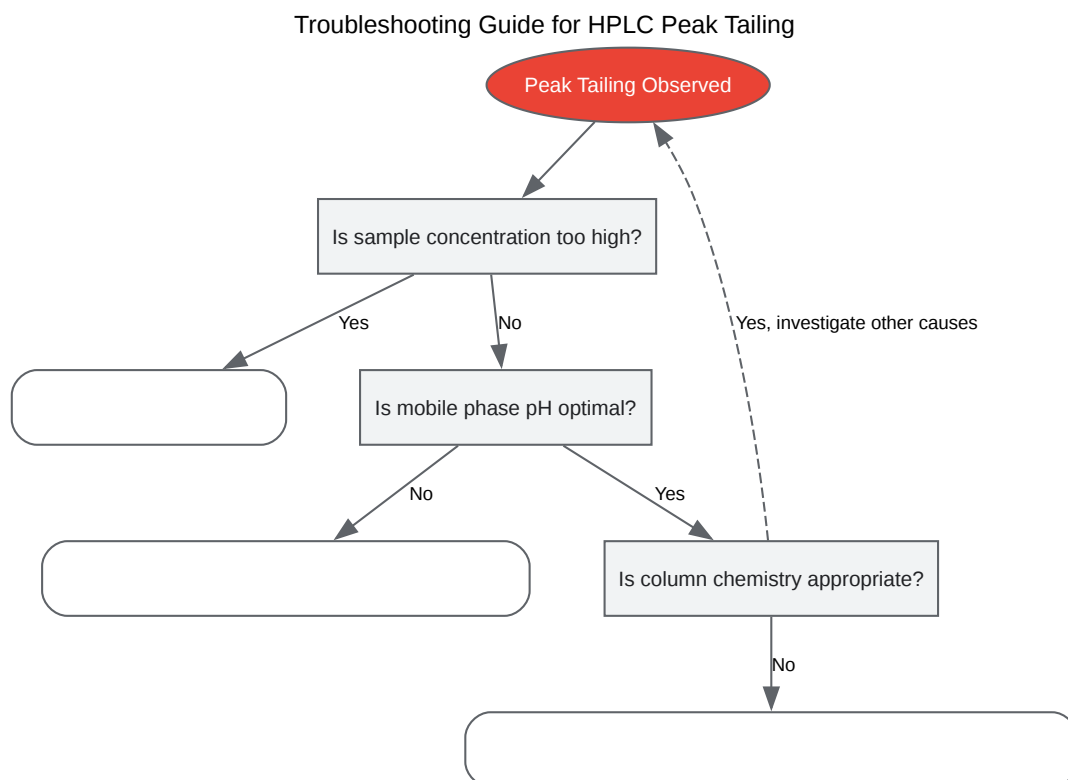 Troubleshooting Guide for HPLC Peak Tailing
Peak Tailing Observed
Is sample concentration too high?
Yes
No
Yes, investigate other causes
Is mobile phase pH optimal?
No
Yes
Is column chemistry appropriate?
No